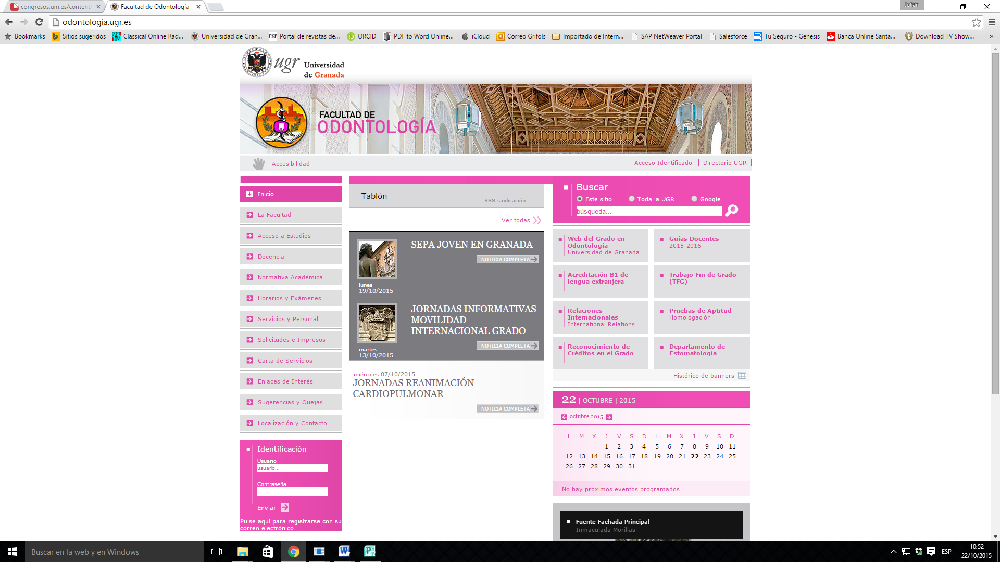 congresos.um.es/content/
Facultad de Odontología
Julián
odontologia.ugr.es
Bookmarks
Sitios sugeridos
Classical Online Rad...
Universidad de Gran...
PKP Portal de revistas de...
ORCID
PDF to Word Online...
iCloud
Correo Grifols
Importado de Intern...
SAP NetWeaver Portal
Salesforce
Tu Seguro - Genesis
Banca Online Santa...
Download TV Show...
»
ugr
Universidad
de Granada
FACULTAD DE
ODONTOLOGÍA
Accesibilidad
Acceso Identificado
Directorio UGR
Inicio
La Facultad
Acceso a Estudios
Docencia
Normativa Académica
Horarios y Exámenes
Servicios y Personal
Solicitudes e Impresos
Carta de Servicios
Enlaces de Interés
Sugerencias y Quejas
Localización y Contacto
Identificación
Usuario
usuario...
Contraseña
Enviar
Pulse aquí para registrarse con su
correo electrónico
Tablón
RSS sindicación
Ver todas
SEPA JOVEN EN GRANADA
NOTICIA COMPLETA
lunes
19/10/2015
JORNADAS INFORMATIVAS
MOVILIDAD
INTERNACIONAL GRADO
NOTICIA COMPLETA
martes
13/10/2015
miércoles 07/10/2015
JORNADAS REANIMACIÓN
CARDIOPULMONAR
NOTICIA COMPLETA
Buscar
Este sitio
Toda la UGR
Google
búsqueda...
Web del Grado en
Odontología
Universidad de Granada
Guías Docentes
2015-2016
Acreditación B1 de
lengua extranjera
Trabajo Fin de Grado
(TFG)
Relaciones
Internacionales
International Relations
Pruebas de Aptitud
Homologación
Reconocimiento de
Créditos en el Grado
Departamento de
Estomatología
Histórico de banners
22 | OCTUBRE | 2015
octubre 2015
L M X J V S D L M X J V S D
1 2 3 4 5 6 7 8 9 10 11
12 13 14 15 16 17 18 19 20 21 22 23 24 25
26 27 28 29 30 31
No hay próximos eventos programados
Fuente Fachada Principal
Inmaculada Morillas
Buscar en la web y en Windows
ESP
10:52
22/10/2015